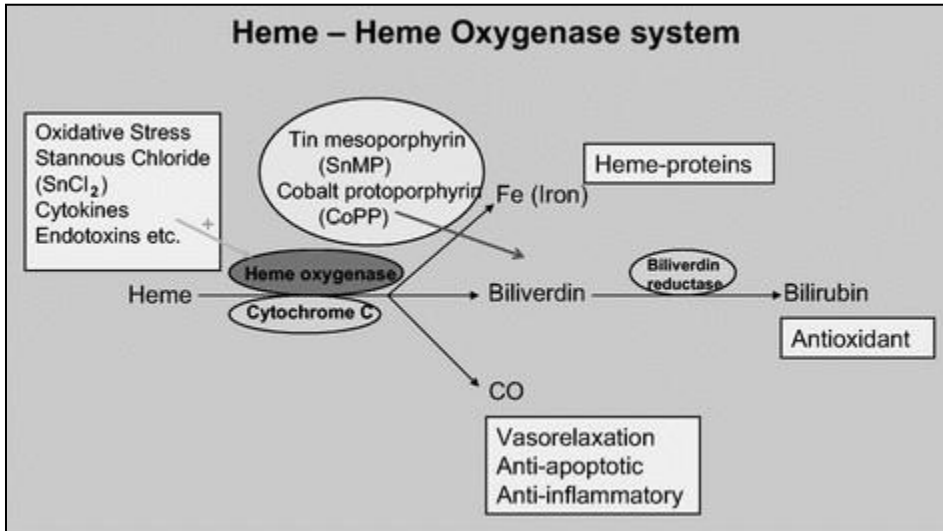 Heme – Heme Oxygenase system
Oxidative Stress
Stannous Chloride
(SnCl₂)
Cytokines
Endotoxins etc.
+
Tin mesoporphyrin
(SnMP)
Cobalt protoporphyrin
(CoPP)
Heme-proteins
Fe (Iron)
Heme oxygenase
Heme
Cytochrome C
Biliverdin
Biliverdin
reductase
Bilirubin
Antioxidant
CO
Vasorelaxation
Anti-apoptotic
Anti-inflammatory